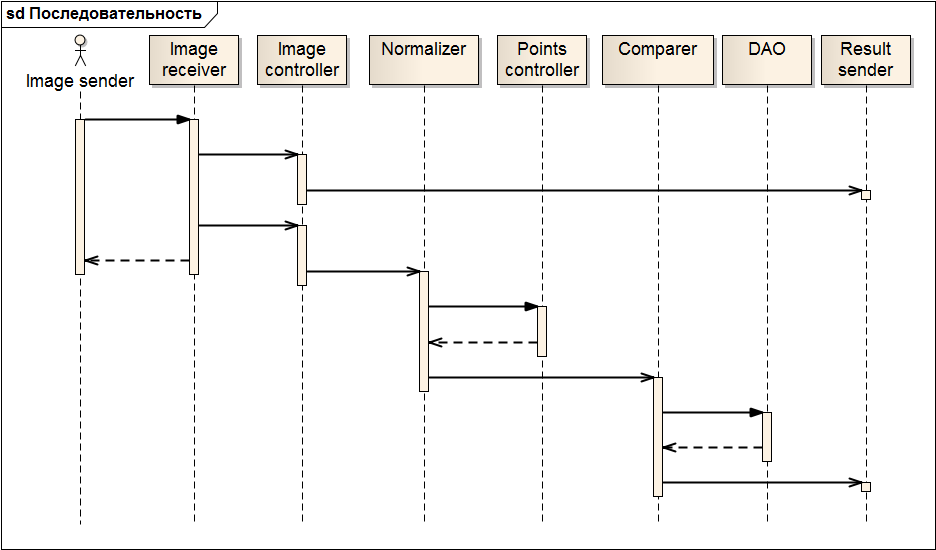 sd Последовательность
Image sender
Image
receiver
Image
controller
Normalizer
Points
controller
Comparer
DAO
Result
sender